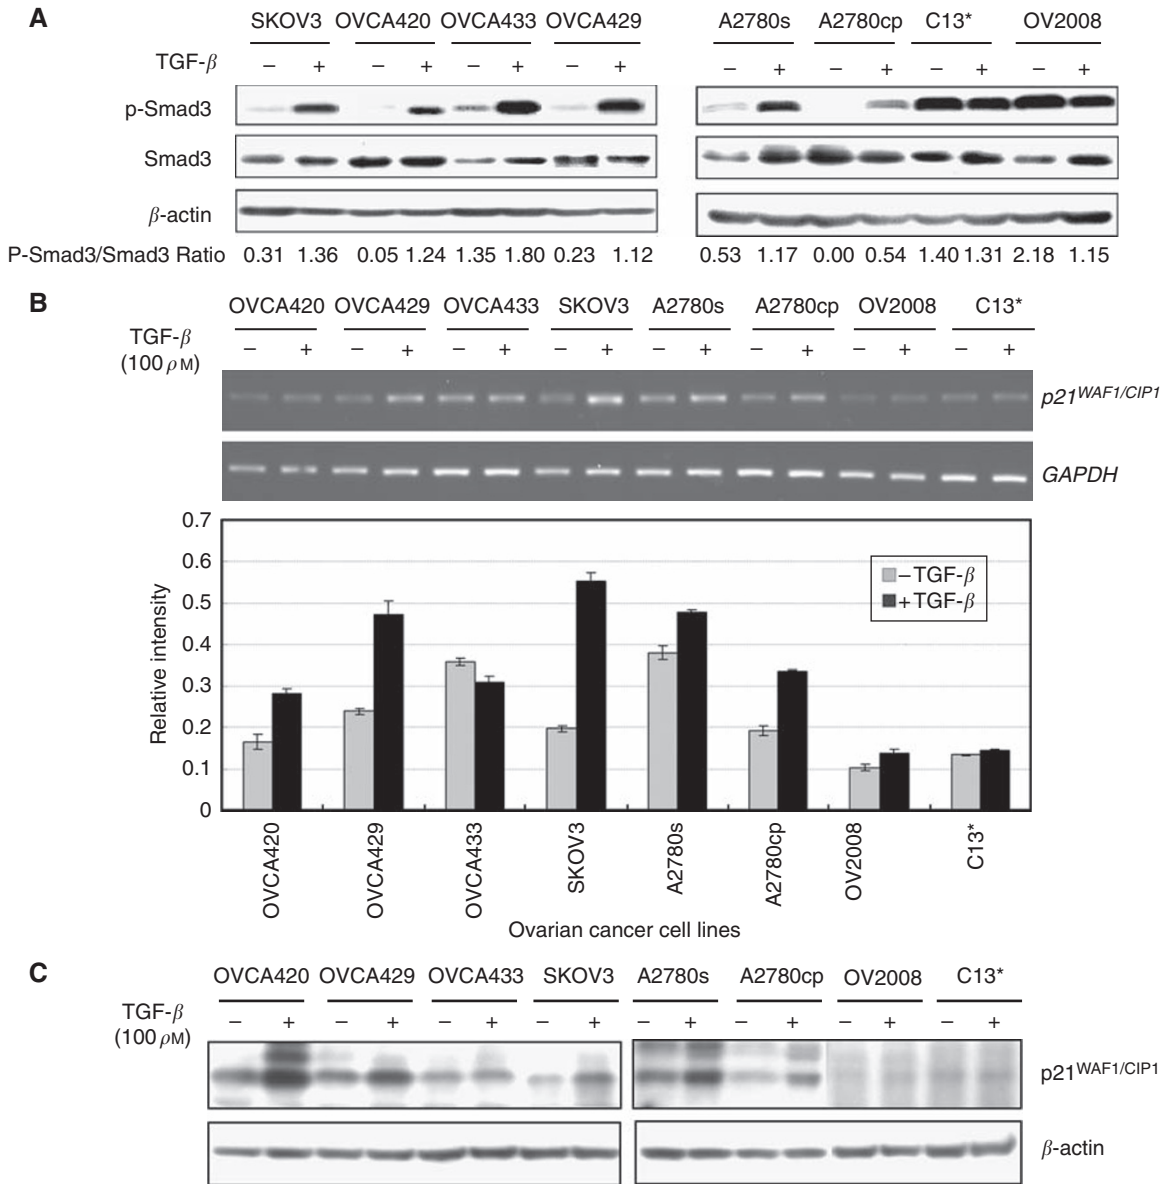 A
SKOV3 OVCA420 OVCA433 OVCA429 A2780s A2780cp C13* OV2008
TGF-β − + − + − + − + − + − + − + − +
p-Smad3
Smad3
β-actin
P-Smad3/Smad3 Ratio 0.31 1.36 0.05 1.24 1.35 1.80 0.23 1.12 0.53 1.17 0.00 0.54 1.40 1.31 2.18 1.15
B
OVCA420 OVCA429 OVCA433 SKOV3 A2780s A2780cp OV2008 C13*
TGF-β
(100 ρM) − + − + − + − + − + − + − + − +
p21WAF1/CIP1
GAPDH
0.7
0.6
0.5
0.4
0.3
0.2
0.1
0
Relative intensity
−TGF-β
+TGF-β
OVCA420 OVCA429 OVCA433 SKOV3 A2780s A2780cp OV2008 C13*
Ovarian cancer cell lines
C
OVCA420 OVCA429 OVCA433 SKOV3 A2780s A2780cp OV2008 C13*
TGF-β
(100 ρM) − + − + − + − + − + − + − + − +
p21WAF1/CIP1
β-actin